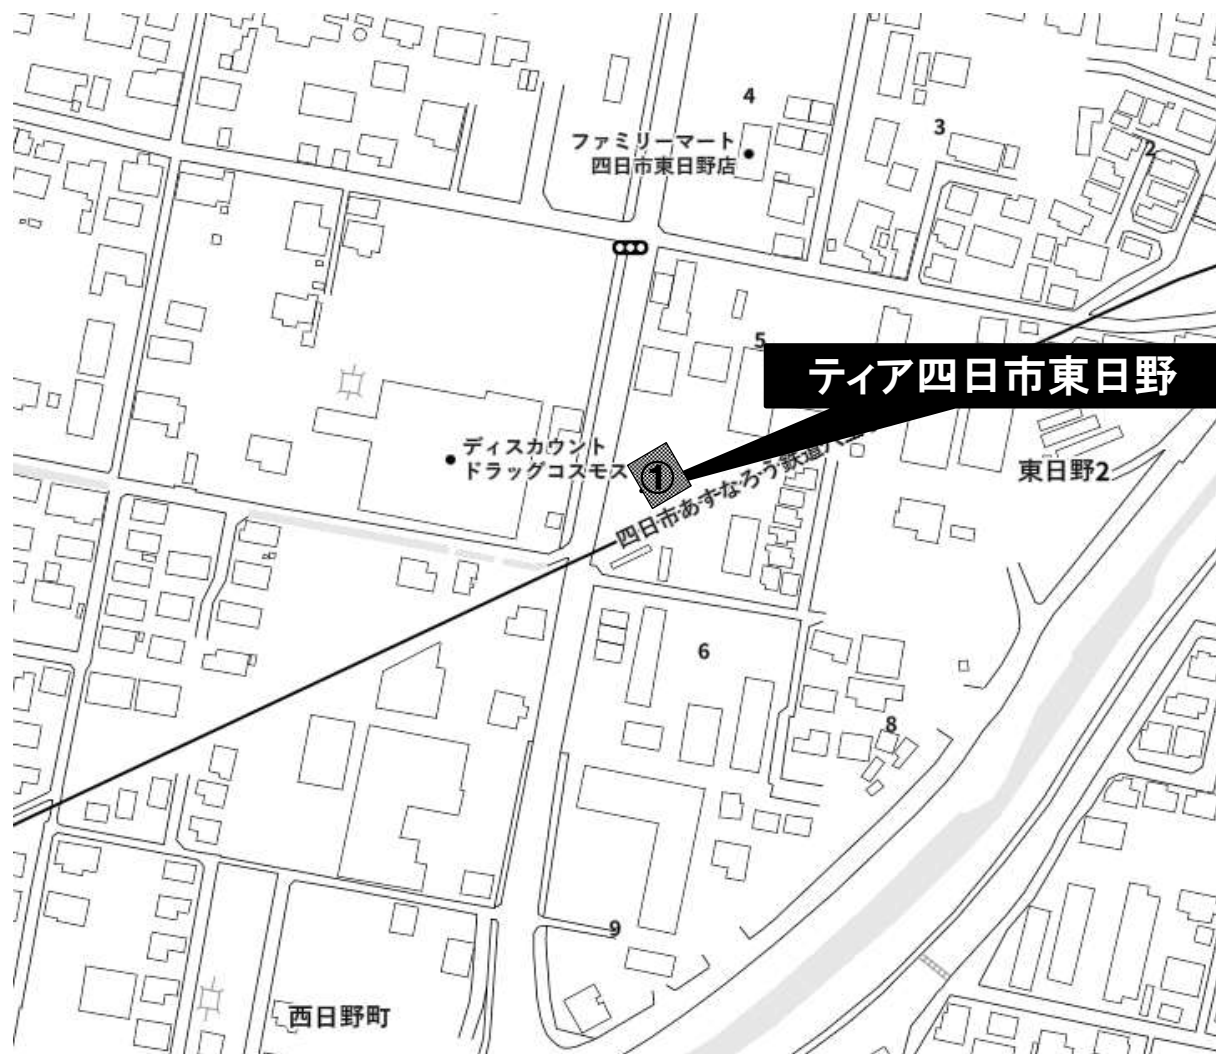 4
3
ファミリーマート
四日市東日野店
2
5
ティア四日市東日野
ディスカウント
ドラッグコスモス
①
四日市あすなろう鉄道八王
東日野2
6
8
9
西日野町